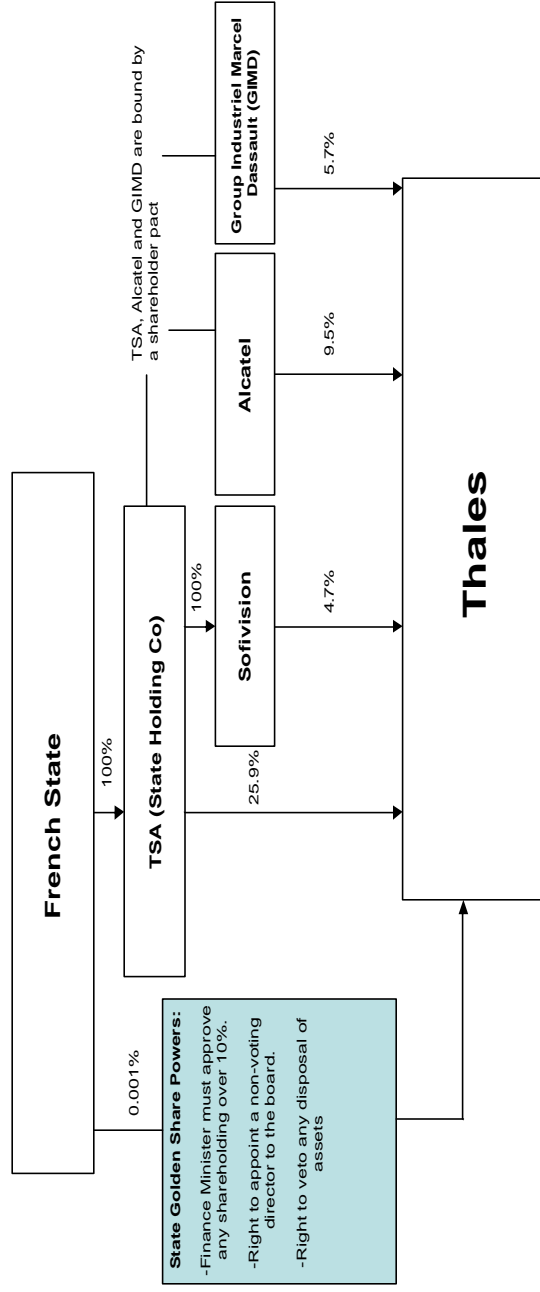 French State
0.001%
100%
TSA (State Holding Co)
TSA, Alcatel and GIMD are bound by
a shareholder pact
State Golden Share Powers:
-Finance Minister must approve
any shareholding over 10%.
-Right to appoint a non-voting
director to the board.
-Right to veto any disposal of
assets
100%
Sofivision
Alcatel
Group Industriel Marcel
Dassault (GIMD)
25.9%
4.7%
9.5%
5.7%
Thales